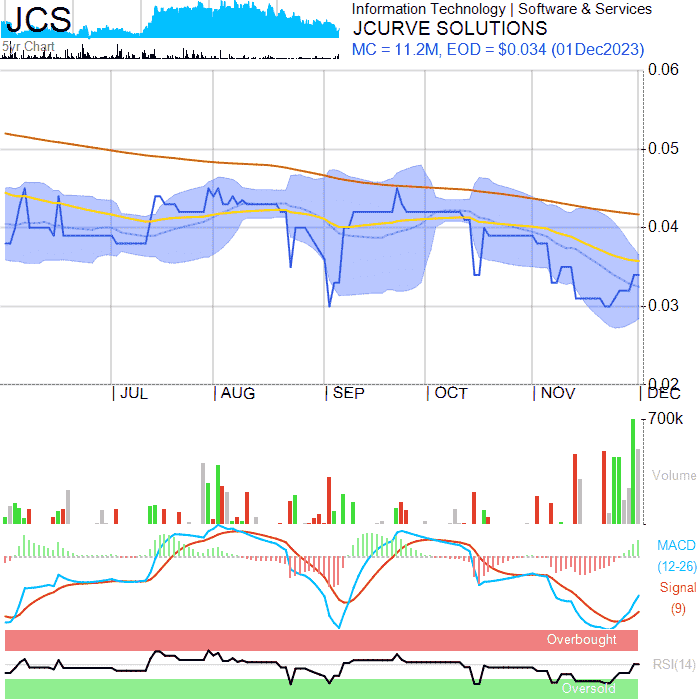 JCS
5yr Chart
Information Technology | Software & Services
JCURVE SOLUTIONS
MC = 11.2M, EOD = $0.034 (01Dec2023)
0.06
0.05
0.04
0.03
0.02
| JUL | AUG | SEP | OCT | NOV | DEC
700k
Volume
MACD
(12-26)
Signal
(9)
Overbought
RSI(14)
Oversold